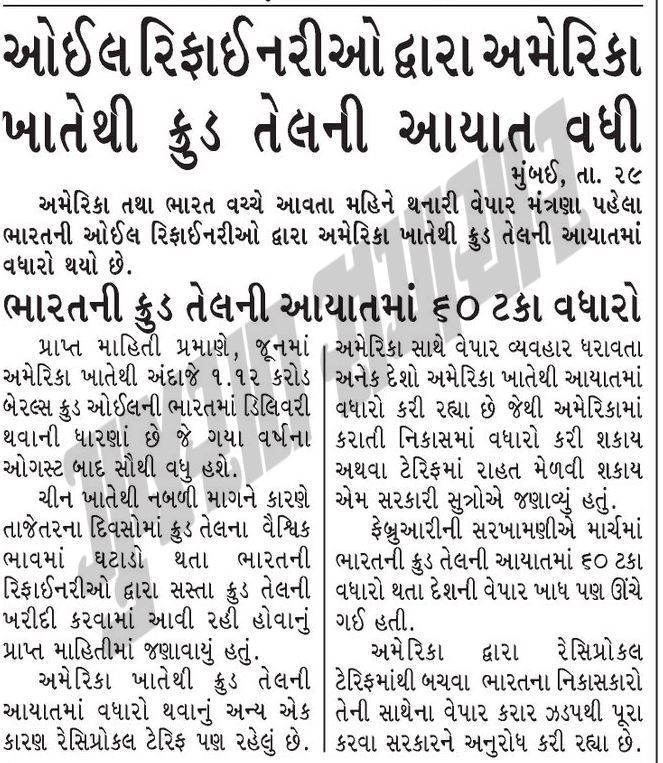 ઓઈલ રિફાઈનરીઓ દ્વારા અમેરિકા
ખાતેથી ક્રુડ તેલની આયાત વધી
મુંબઈ, તા. ૨૯
અમેરિકા તથા ભારત વચ્ચે આવતા મહિને થનારી વેપાર મંત્રણા પહેલા
ભારતની ઓઈલ રિફાઈનરીઓ દ્વારા અમેરિકા ખાતેથી ક્રુડ તેલની આયાતમાં
વધારો થયો છે.
ભારતની ક્રુડ તેલની આયાતમાં ૬૦ ટકા વધારો
પ્રાપ્ત માહિતી પ્રમાણે, જૂનમાં
અમેરિકા ખાતેથી અંદાજે ૧.૧૨ કરોડ
બેરલ્સ ક્રુડ ઓઈલની ભારતમાં ડિલિવરી
થવાની ધારણાં છે જે ગયા વર્ષના
ઓગસ્ટ બાદ સૌથી વધુ હશે.
ચીન ખાતેથી નબળી માગને કારણે
તાજેતરના દિવસોમાં ક્રુડ તેલના વૈશ્વિક
ભાવમાં ઘટાડો થતા ભારતની
રિફાઈનરીઓ દ્વારા સસ્તા ક્રુડ તેલની
ખરીદી કરવામાં આવી રહી હોવાનું
પ્રાપ્ત માહિતીમાં જણાવાયું હતું.
અમેરિકા ખાતેથી ક્રુડ તેલની
આયાતમાં વધારો થવાનું અન્ય એક
કારણ રેસિપ્રોકલ ટેરિફ પણ રહેલું છે.
અમેરિકા સાથે વેપાર વ્યવહાર ધરાવતા
અનેક દેશો અમેરિકા ખાતેથી આયાતમાં
વધારો કરી રહ્યા છે જેથી અમેરિકામાં
કરાતી નિકાસમાં વધારો કરી શકાય
અથવા ટેરિફમાં રાહત મેળવી શકાય
એમ સરકારી સુત્રોએ જણાવ્યું હતું.
ફેબ્રુઆરીની સરખામણીએ માર્ચમાં
ભારતની ક્રુડ તેલની આયાતમાં ૬૦ ટકા
વધારો થતા દેશની વેપાર ખાધ પણ ઊંચે
ગઈ હતી.
અમેરિકા દ્વારા રેસિપ્રોકલ
ટેરિફમાંથી બચવા ભારતના નિકાસકારો
તેની સાથેના વેપાર કરાર ઝડપથી પૂરા
કરવા સરકારને અનુરોધ કરી રહ્યા છે.
ગુજરાત સમાચાર